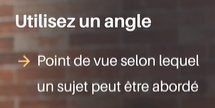 Utilisez un angle
→ Point de vue selon lequel
un sujet peut être abordé